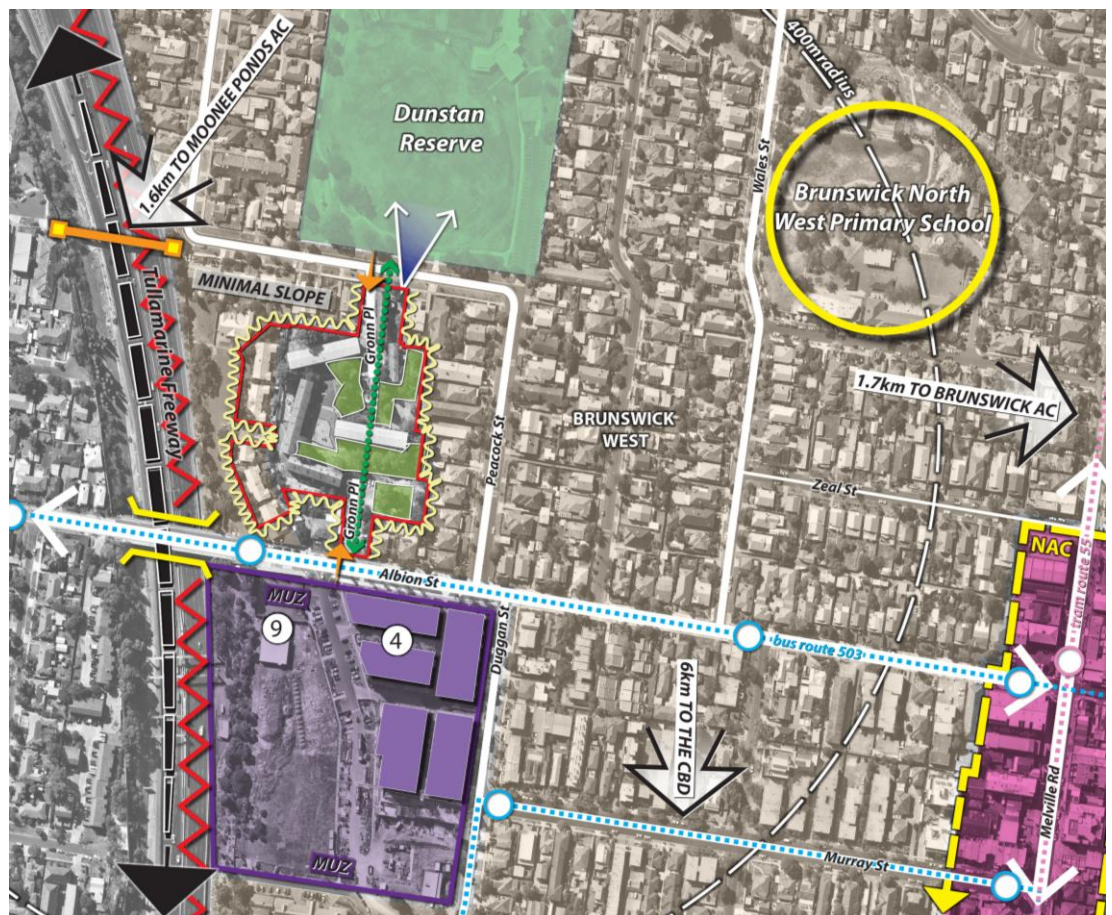 400mradius
1.6km TO MOONEE PONDS AC
Dunstan
Reserve
Wales St
Brunswick North
West Primary School
Tullamarine Freeway
MINIMAL SLOPE
Gronn Pl
1.7km TO BRUNSWICK AC
BRUNSWICK
WEST
Peacock St
Zeal St
Gronn Pl
NAC
tram route 55
Albion St
MUZ
9
4
Duggan St
bus route 503
6km TO THE CBD
Melville Rd
Murray St
MUZ